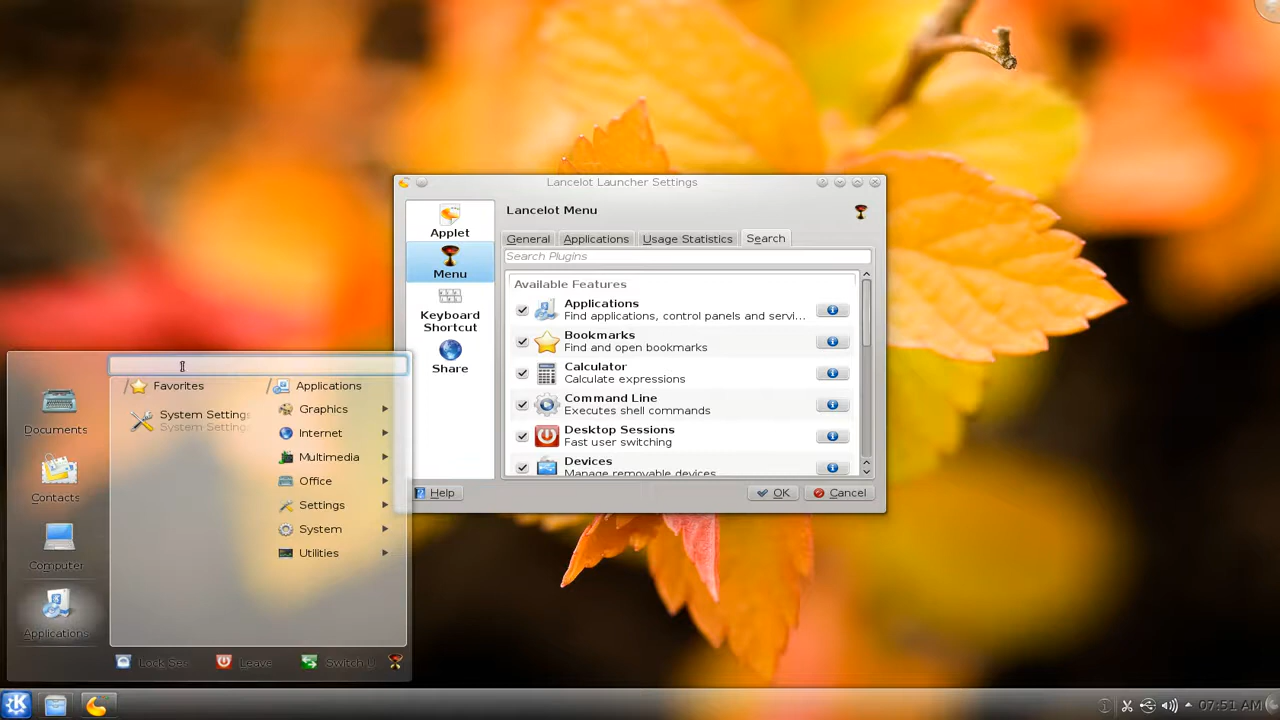 Lancelot Launcher Settings
Applet
Menu
Keyboard
Shortcut
Share
Lancelot Menu
General
Applications
Usage Statistics
Search
Search Plugins
Available Features
Applications
Find applications, control panels and servi...
Bookmarks
Find and open bookmarks
Calculator
Calculate expressions
Command Line
Executes shell commands
Desktop Sessions
Fast user switching
Devices
Manage removable devices
Help
OK
Cancel
Documents
Contacts
Computer
Applications
Favorites
System Settings
System Settings
Applications
Graphics
Internet
Multimedia
Office
Settings
System
Utilities
Lock Ses
Leave
Switch U
07:51 AM